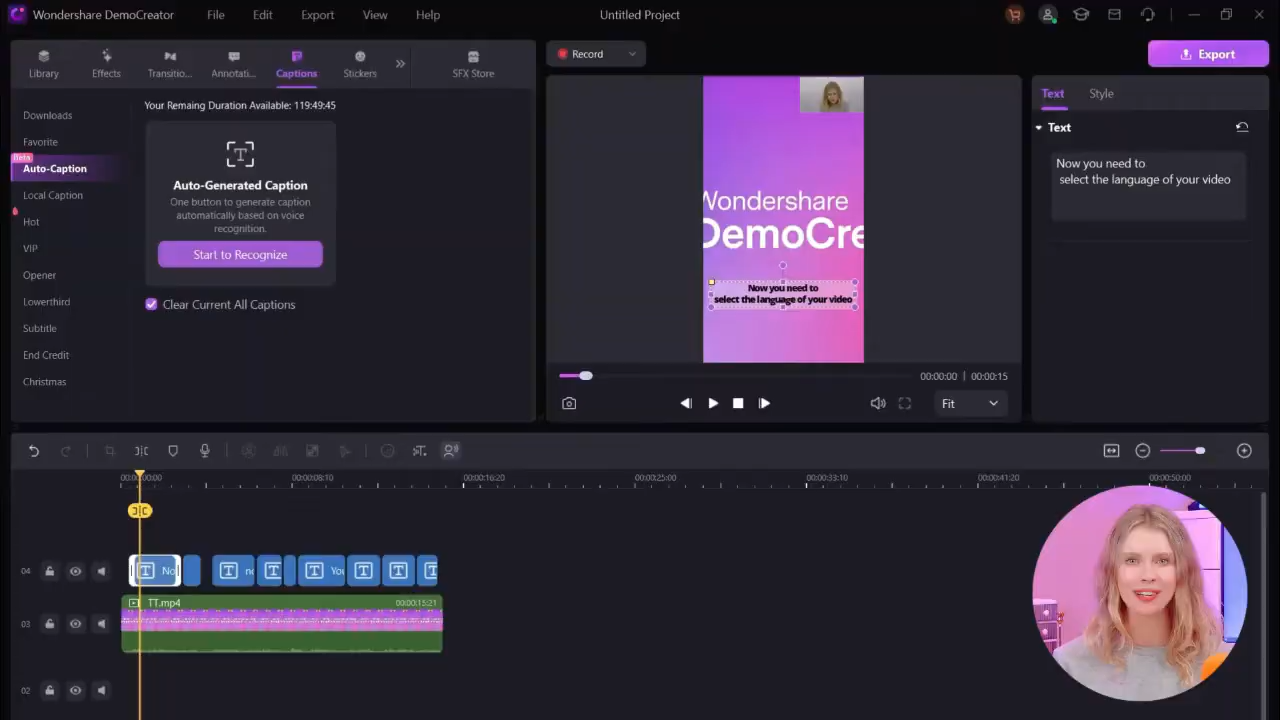 Wondershare DemoCreator
File
Edit
Export
View
Help
Untitled Project
Library
Effects
Transitio...
Annotati...
Captions
Stickers
SFX Store
Record
Export
Downloads
Favorite
Beta
Auto-Caption
Local Caption
Hot
VIP
Opener
Lowerthird
Subtitle
End Credit
Christmas
Your Remaing Duration Available: 119:49:45
Auto-Generated Caption
One button to generate caption
automatically based on voice
recognition.
Start to Recognize
Clear Current All Captions
Wondershare
DemoCre
Now you need to
select the language of your video
00:00:00 | 00:00:15
Fit
Text
Style
Text
Now you need to
select the language of your video
00:00:08:10
00:00:16:20
00:00:25:00
00:00:33:10
00:00:41:20
00:00:50:00
04
No
Yo
TT.mp4
00:00:15:21
03
02